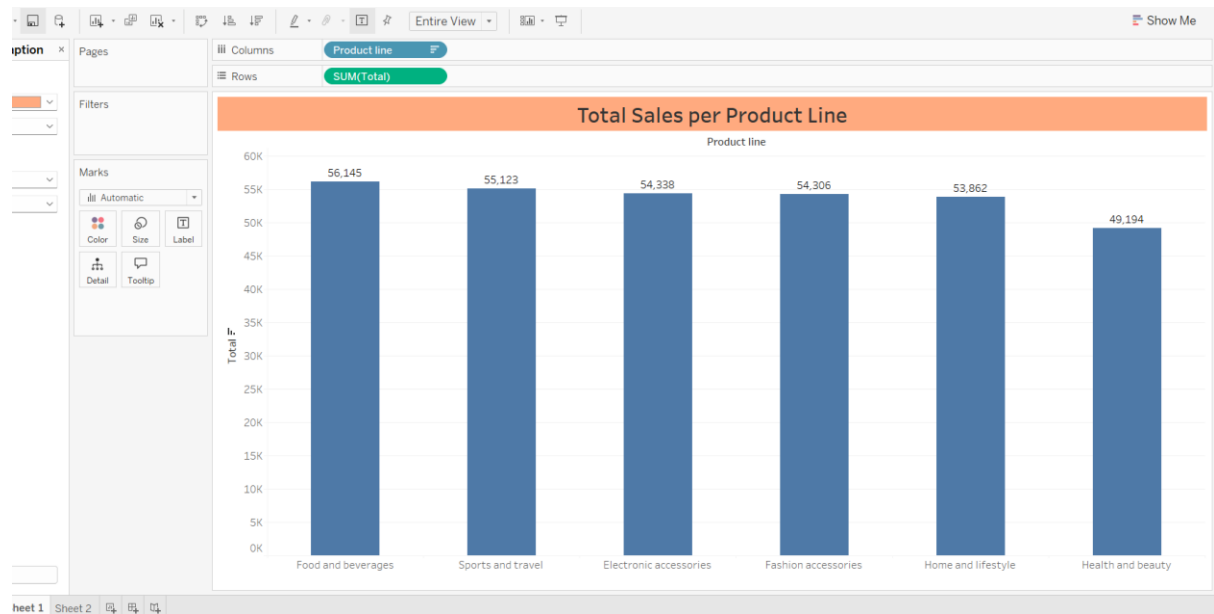 Entire View
Show Me
ption ×
Pages
Columns
Product line
Rows
SUM(Total)
Filters
Marks
Automatic
Color
Size
Label
Detail
Tooltip
Total Sales per Product Line
Product line
60K
55K
50K
45K
40K
35K
30K
25K
20K
15K
10K
5K
0K
Total
56,145
55,123
54,338
54,306
53,862
49,194
Food and beverages
Sports and travel
Electronic accessories
Fashion accessories
Home and lifestyle
Health and beauty
heet 1
Sheet 2